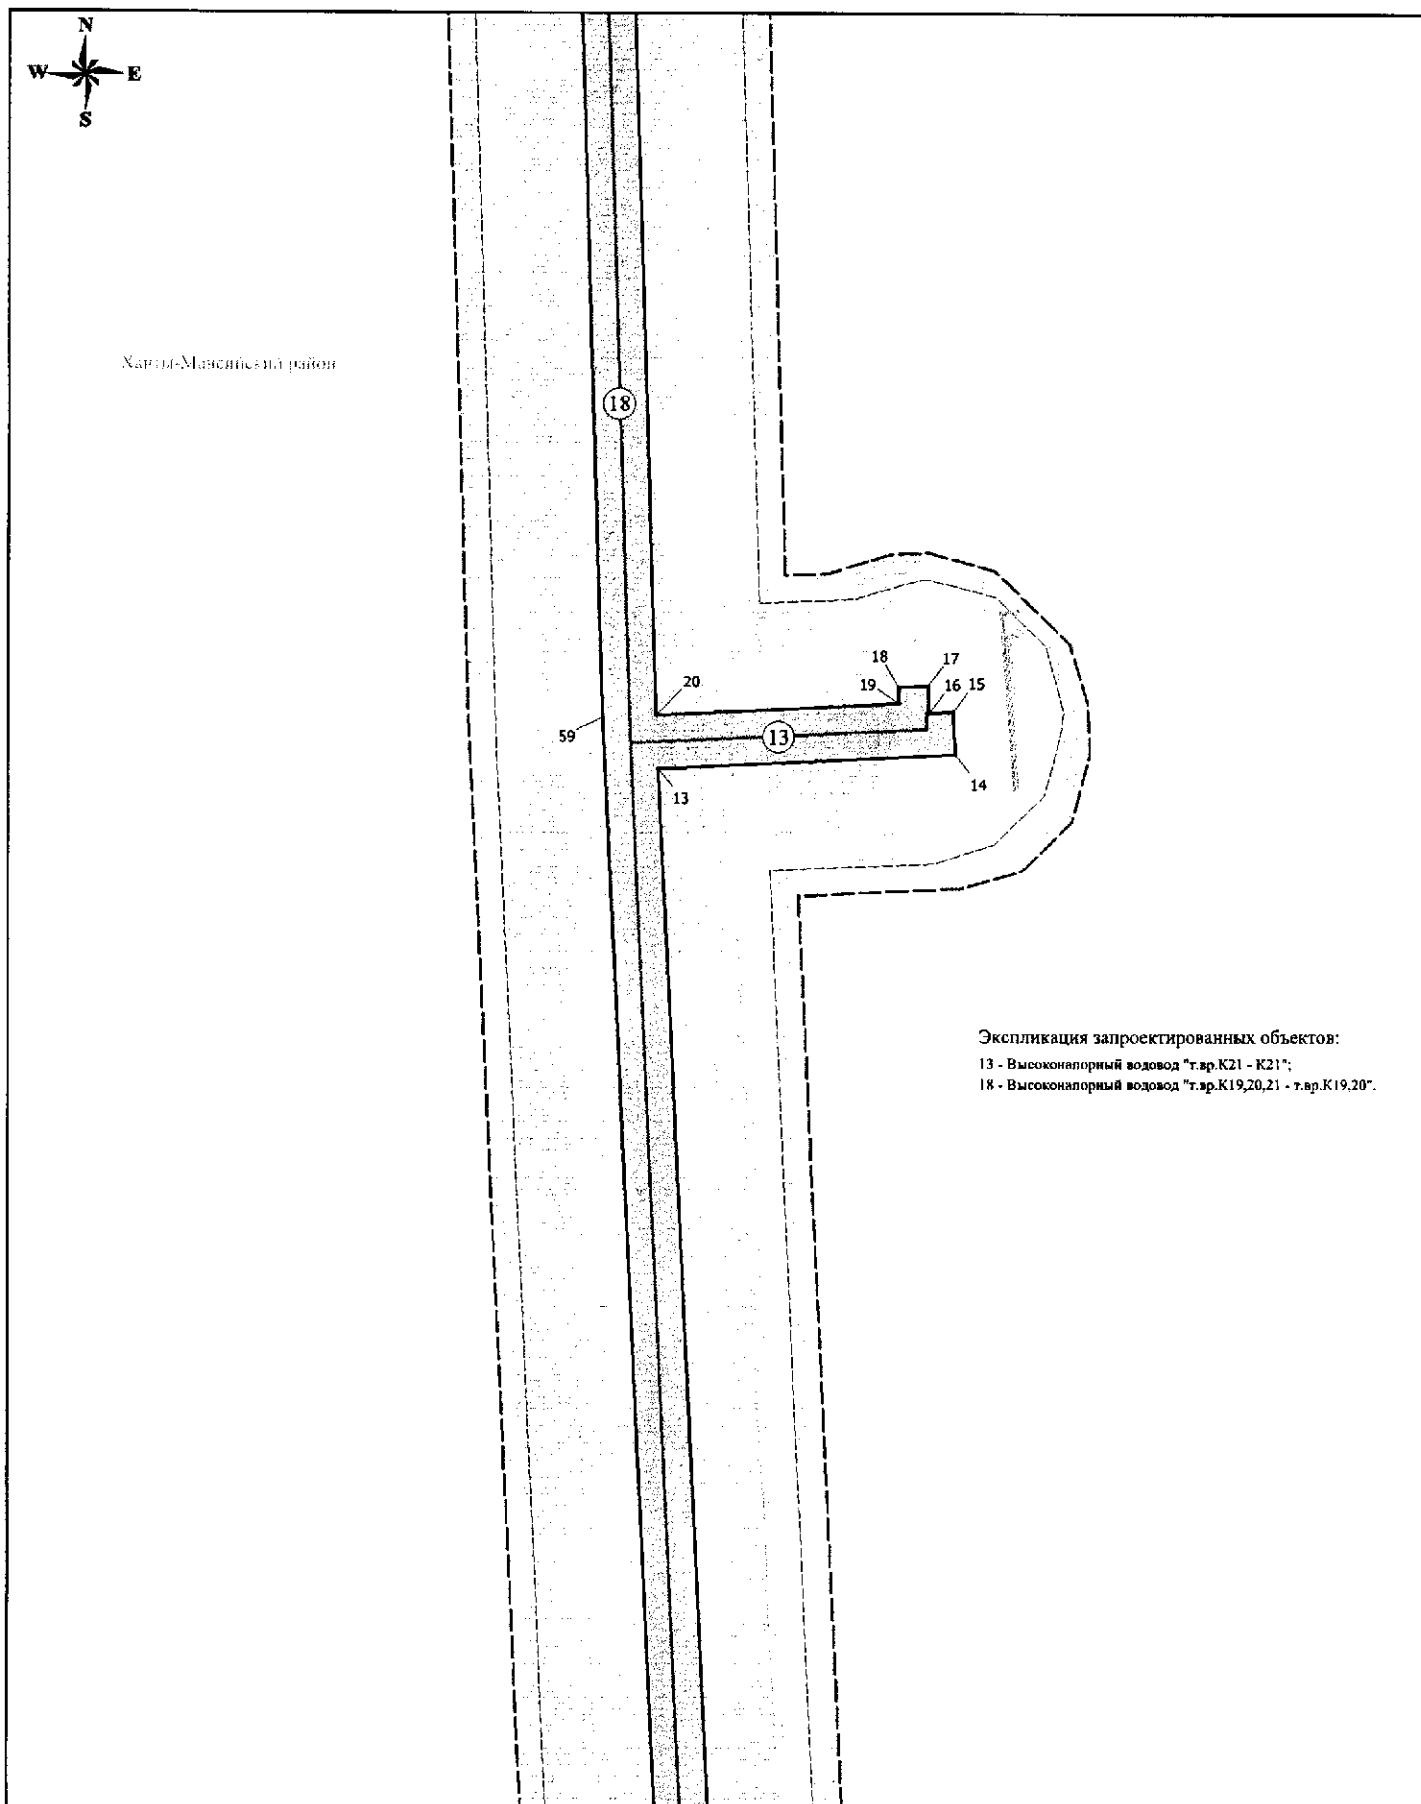 N
W E
S
Ханты-Мансийский район
18
18
17
19
16
15
20
59
13
14
13
Экспликация запроектированных объектов:
13 - Высоконапорный водовод "т.вр.К21 - К21";
18 - Высоконапорный водовод "т.вр.К19,20,21 - т.вр.К19,20".